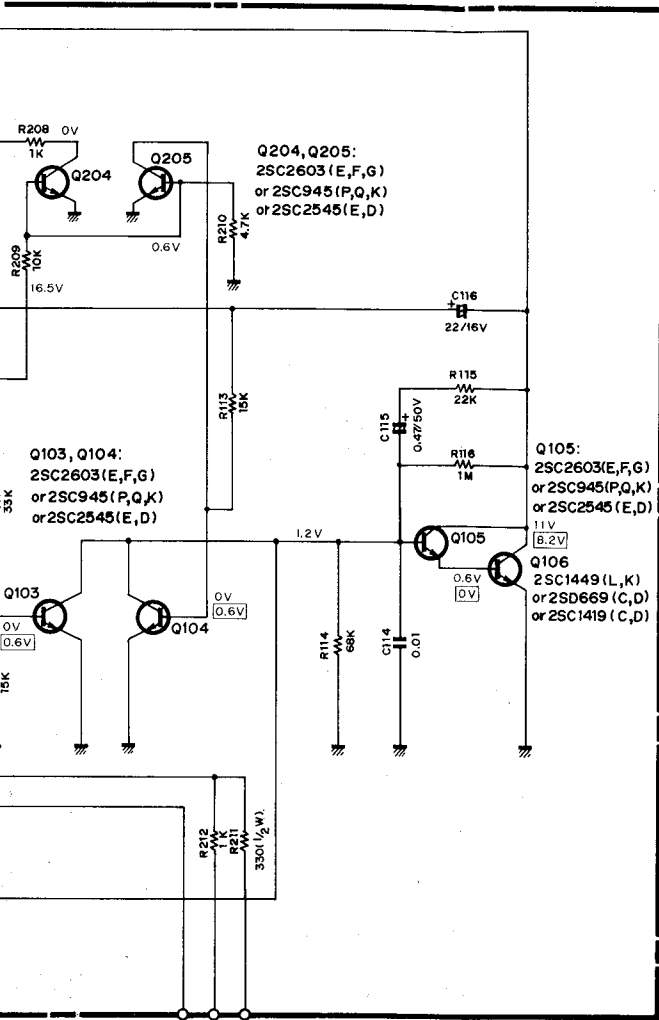 R208 0V
1K
Q204
Q205
Q204, Q205:
2SC2603 (E,F,G)
or 2SC945 (P,Q,K)
or 2SC2545 (E,D)
R210
4.7K
0.6V
R209
10K
16.5V
C116
+
22/16V
R115
22K
R113
15K
C115
+
0.47/50V
R116
1M
Q103, Q104:
2SC2603(E,F,G)
or 2SC945 (P,Q,K)
or 2SC2545 (E,D)
33K
Q105:
2SC2603(E,F,G)
or 2SC945(P,Q,K)
or 2SC2545 (E,D)
1.2V
Q105
11V
8.2V
Q106
2SC1449 (L,K)
or 2SD669 (C,D)
or 2SC1419 (C,D)
0.6V
0V
Q103
0V
0.6V
0V
0.6V
Q104
R114
68K
C114
0.01
15K
R212
1K
R211
330(1/2W)